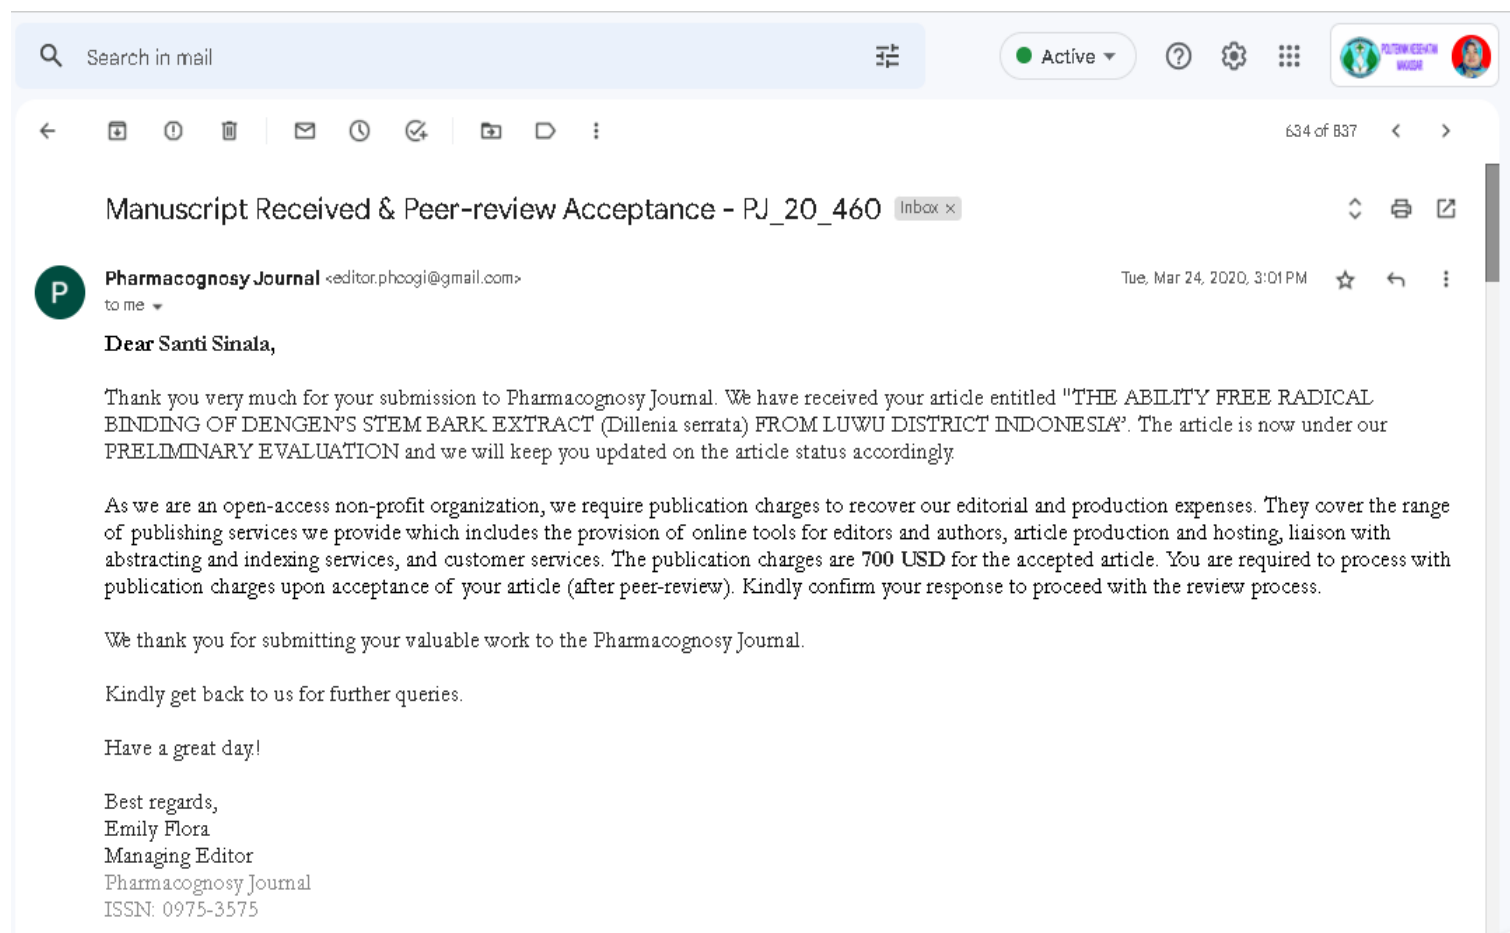 Search in mail
Active
POLITEKNIK KESEHATAN
MAKASSAR
634 of 837
Manuscript Received & Peer-review Acceptance - PJ_20_460 Inbox ×
Pharmacognosy Journal <editor.phcogi@gmail.com>
Tue, Mar 24, 2020, 3:01 PM
P
to me
Dear Santi Sinala,
Thank you very much for your submission to Pharmacognosy Journal. We have received your article entitled "THE ABILITY FREE RADICAL
BINDING OF DENGEN'S STEM BARK EXTRACT (Dillenia serrata) FROM LUWU DISTRICT INDONESIA". The article is now under our
PRELIMINARY EVALUATION and we will keep you updated on the article status accordingly.
As we are an open-access non-profit organization, we require publication charges to recover our editorial and production expenses. They cover the range
of publishing services we provide which includes the provision of online tools for editors and authors, article production and hosting, liaison with
abstracting and indexing services, and customer services. The publication charges are 700 USD for the accepted article. You are required to process with
publication charges upon acceptance of your article (after peer-review). Kindly confirm your response to proceed with the review process.
We thank you for submitting your valuable work to the Pharmacognosy Journal.
Kindly get back to us for further queries.
Have a great day.!
Best regards,
Emily Flora
Managing Editor
Pharmacognosy Journal
ISSN: 0975-3575